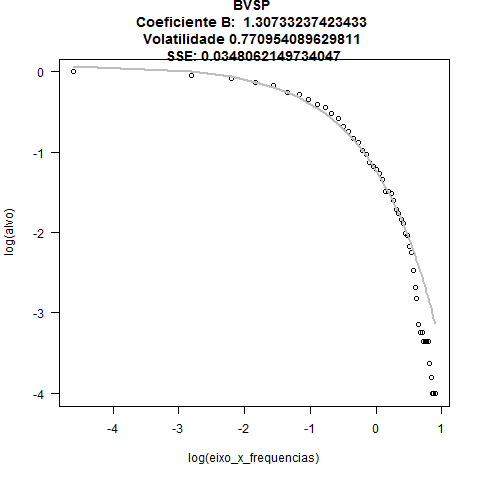 BVSP
Coeficiente B: 1.30733237423433
Volatilidade 0.770954089629811
SSE: 0.0348062149734047
0
-1
-2
-3
-4
log(alvo)
-4 -3 -2 -1 0 1
log(eixo_x_frequencias)